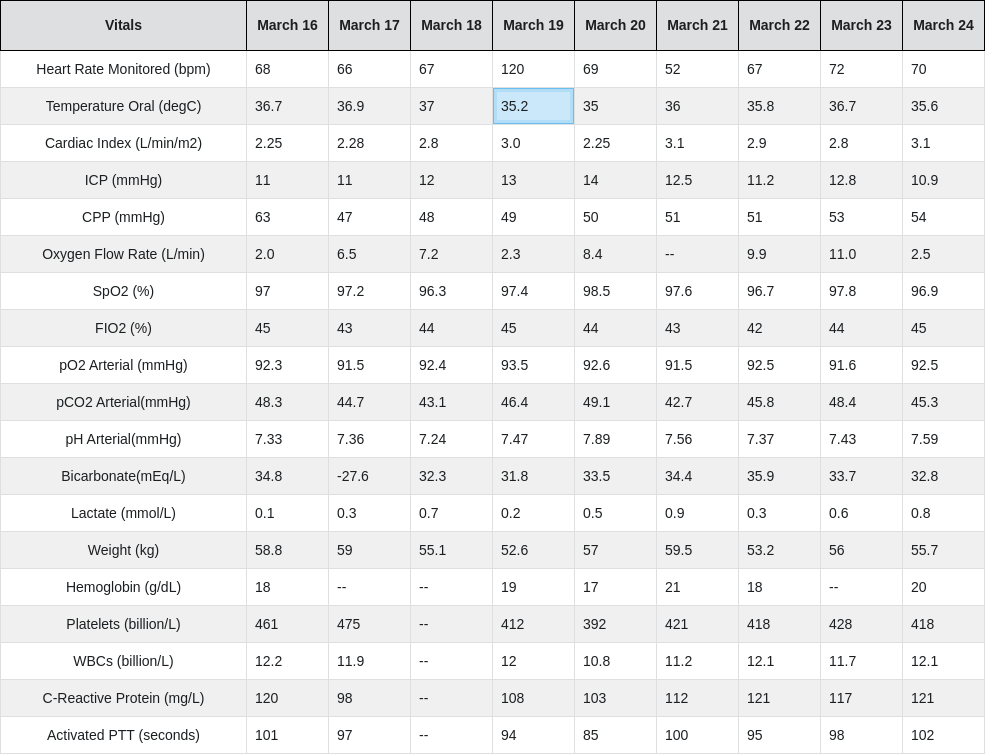 Vitals March 16 March 17 March 18 March 19 March 20 March 21 March 22 March 23 March 24
Heart Rate Monitored (bpm) 68 66 67 120 69 52 67 72 70
Temperature Oral (degC) 36.7 36.9 37 35.2 35 36 35.8 36.7 35.6
Cardiac Index (L/min/m2) 2.25 2.28 2.8 3.0 2.25 3.1 2.9 2.8 3.1
ICP (mmHg) 11 11 12 13 14 12.5 11.2 12.8 10.9
CPP (mmHg) 63 47 48 49 50 51 51 53 54
Oxygen Flow Rate (L/min) 2.0 6.5 7.2 2.3 8.4 -- 9.9 11.0 2.5
SpO2 (%) 97 97.2 96.3 97.4 98.5 97.6 96.7 97.8 96.9
FIO2 (%) 45 43 44 45 44 43 42 44 45
pO2 Arterial (mmHg) 92.3 91.5 92.4 93.5 92.6 91.5 92.5 91.6 92.5
pCO2 Arterial(mmHg) 48.3 44.7 43.1 46.4 49.1 42.7 45.8 48.4 45.3
pH Arterial(mmHg) 7.33 7.36 7.24 7.47 7.89 7.56 7.37 7.43 7.59
Bicarbonate(mEq/L) 34.8 -27.6 32.3 31.8 33.5 34.4 35.9 33.7 32.8
Lactate (mmol/L) 0.1 0.3 0.7 0.2 0.5 0.9 0.3 0.6 0.8
Weight (kg) 58.8 59 55.1 52.6 57 59.5 53.2 56 55.7
Hemoglobin (g/dL) 18 -- -- 19 17 21 18 -- 20
Platelets (billion/L) 461 475 -- 412 392 421 418 428 418
WBCs (billion/L) 12.2 11.9 -- 12 10.8 11.2 12.1 11.7 12.1
C-Reactive Protein (mg/L) 120 98 -- 108 103 112 121 117 121
Activated PTT (seconds) 101 97 -- 94 85 100 95 98 102